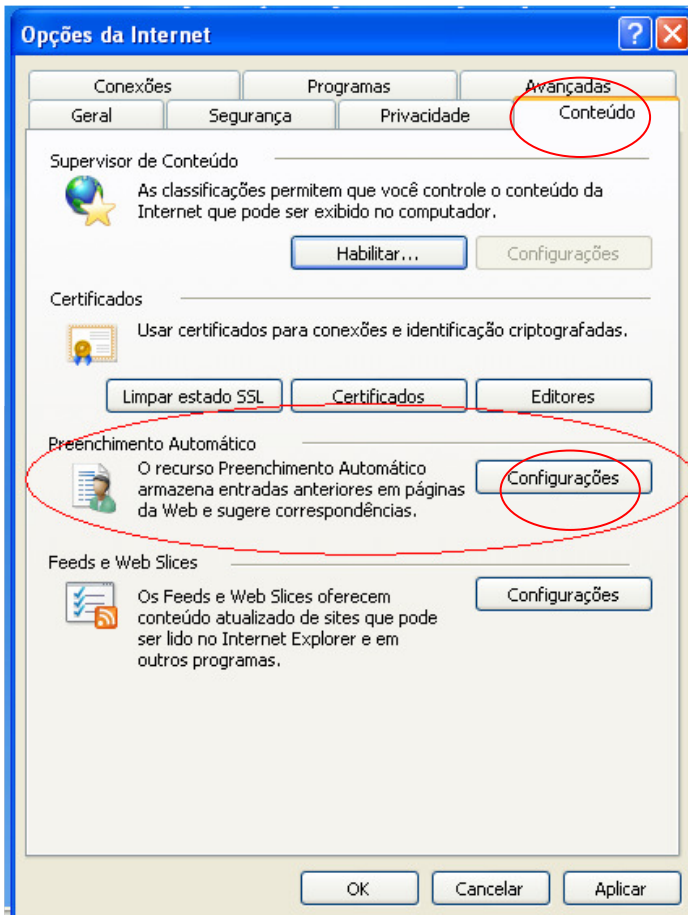 Opções da Internet
Conexões Programas Avançadas
Geral Segurança Privacidade Conteúdo
Supervisor de Conteúdo
As classificações permitem que você controle o conteúdo da
Internet que pode ser exibido no computador.
Habilitar... Configurações
Certificados
Usar certificados para conexões e identificação criptografadas.
Limpar estado SSL Certificados Editores
Preenchimento Automático
O recurso Preenchimento Automático
armazena entradas anteriores em páginas
da Web e sugere correspondências.
Configurações
Feeds e Web Slices
Os Feeds e Web Slices oferecem
conteúdo atualizado de sites que pode
ser lido no Internet Explorer e em
outros programas.
Configurações
OK Cancelar Aplicar